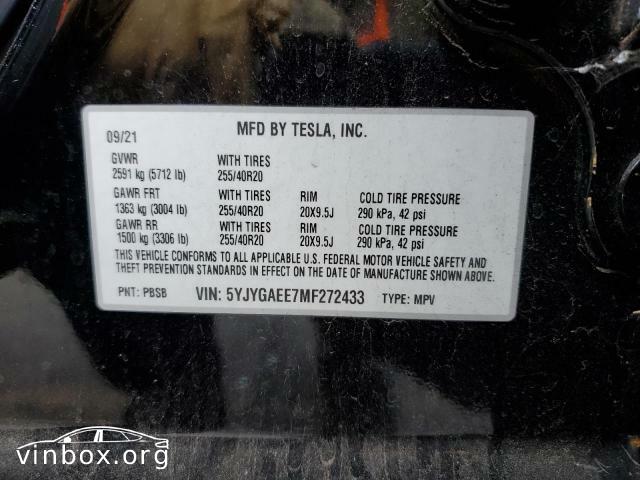 09/21 MFD BY TESLA, INC.
GVWR WITH TIRES
2591 kg (5712 lb) 255/40R20
GAWR FRT WITH TIRES RIM COLD TIRE PRESSURE
1363 kg (3004 lb) 255/40R20 20X9.5J 290 kPa, 42 psi
GAWR RR WITH TIRES RIM COLD TIRE PRESSURE
1500 kg (3306 lb) 255/40R20 20X9.5J 290 kPa, 42 psi
THIS VEHICLE CONFORMS TO ALL APPLICABLE U.S. FEDERAL MOTOR VEHICLE SAFETY AND
THEFT PREVENTION STANDARDS IN EFFECT ON THE DATE OF MANUFACTURE SHOWN ABOVE.
PNT: PBSB VIN: 5YJYGAEE7MF272433 TYPE: MPV
vinbox.org